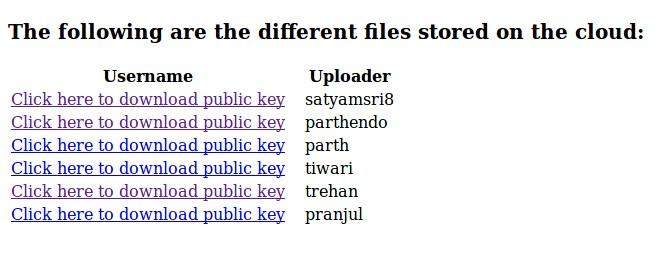 The following are the different files stored on the cloud:
Username Uploader
Click here to download public key satyamsri8
Click here to download public key parthendo
Click here to download public key parth
Click here to download public key tiwari
Click here to download public key trehan
Click here to download public key pranjul